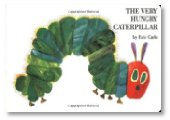 THE VERY
HUNGRY
CATERPILLAR
by Eric Carle